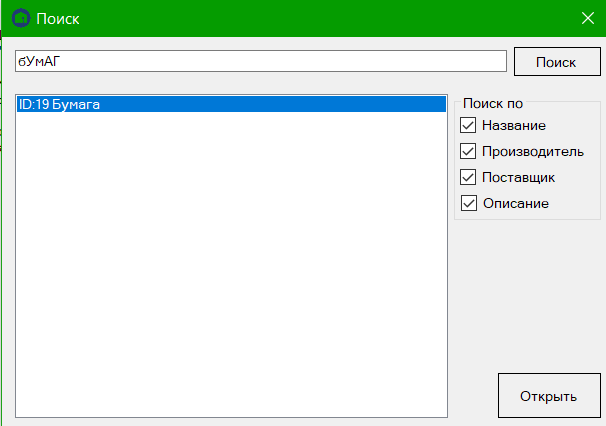 Поиск
бУмАГ
Поиск
ID:19 Бумага
Поиск по
Название
Производитель
Поставщик
Описание
Открыть